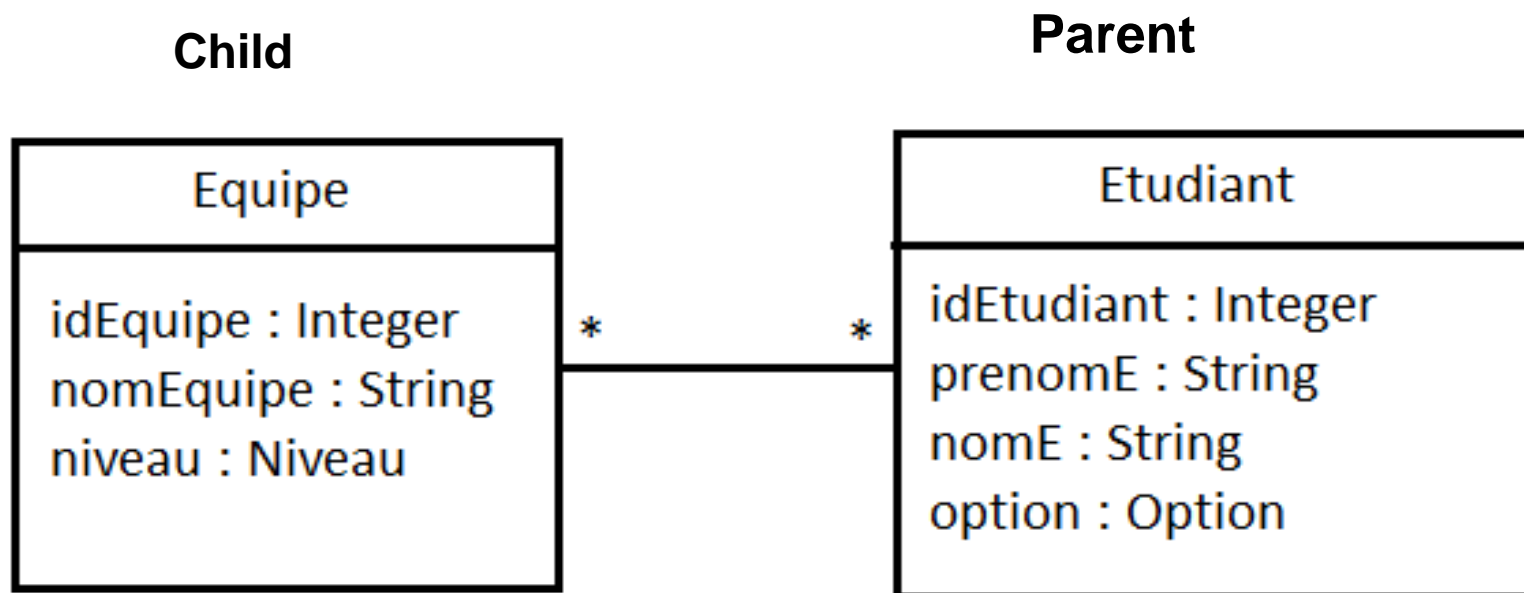 Child
Parent
Equipe
idEquipe : Integer
nomEquipe : String
niveau : Niveau
*
*
Etudiant
idEtudiant : Integer
prenomE : String
nomE : String
option : Option